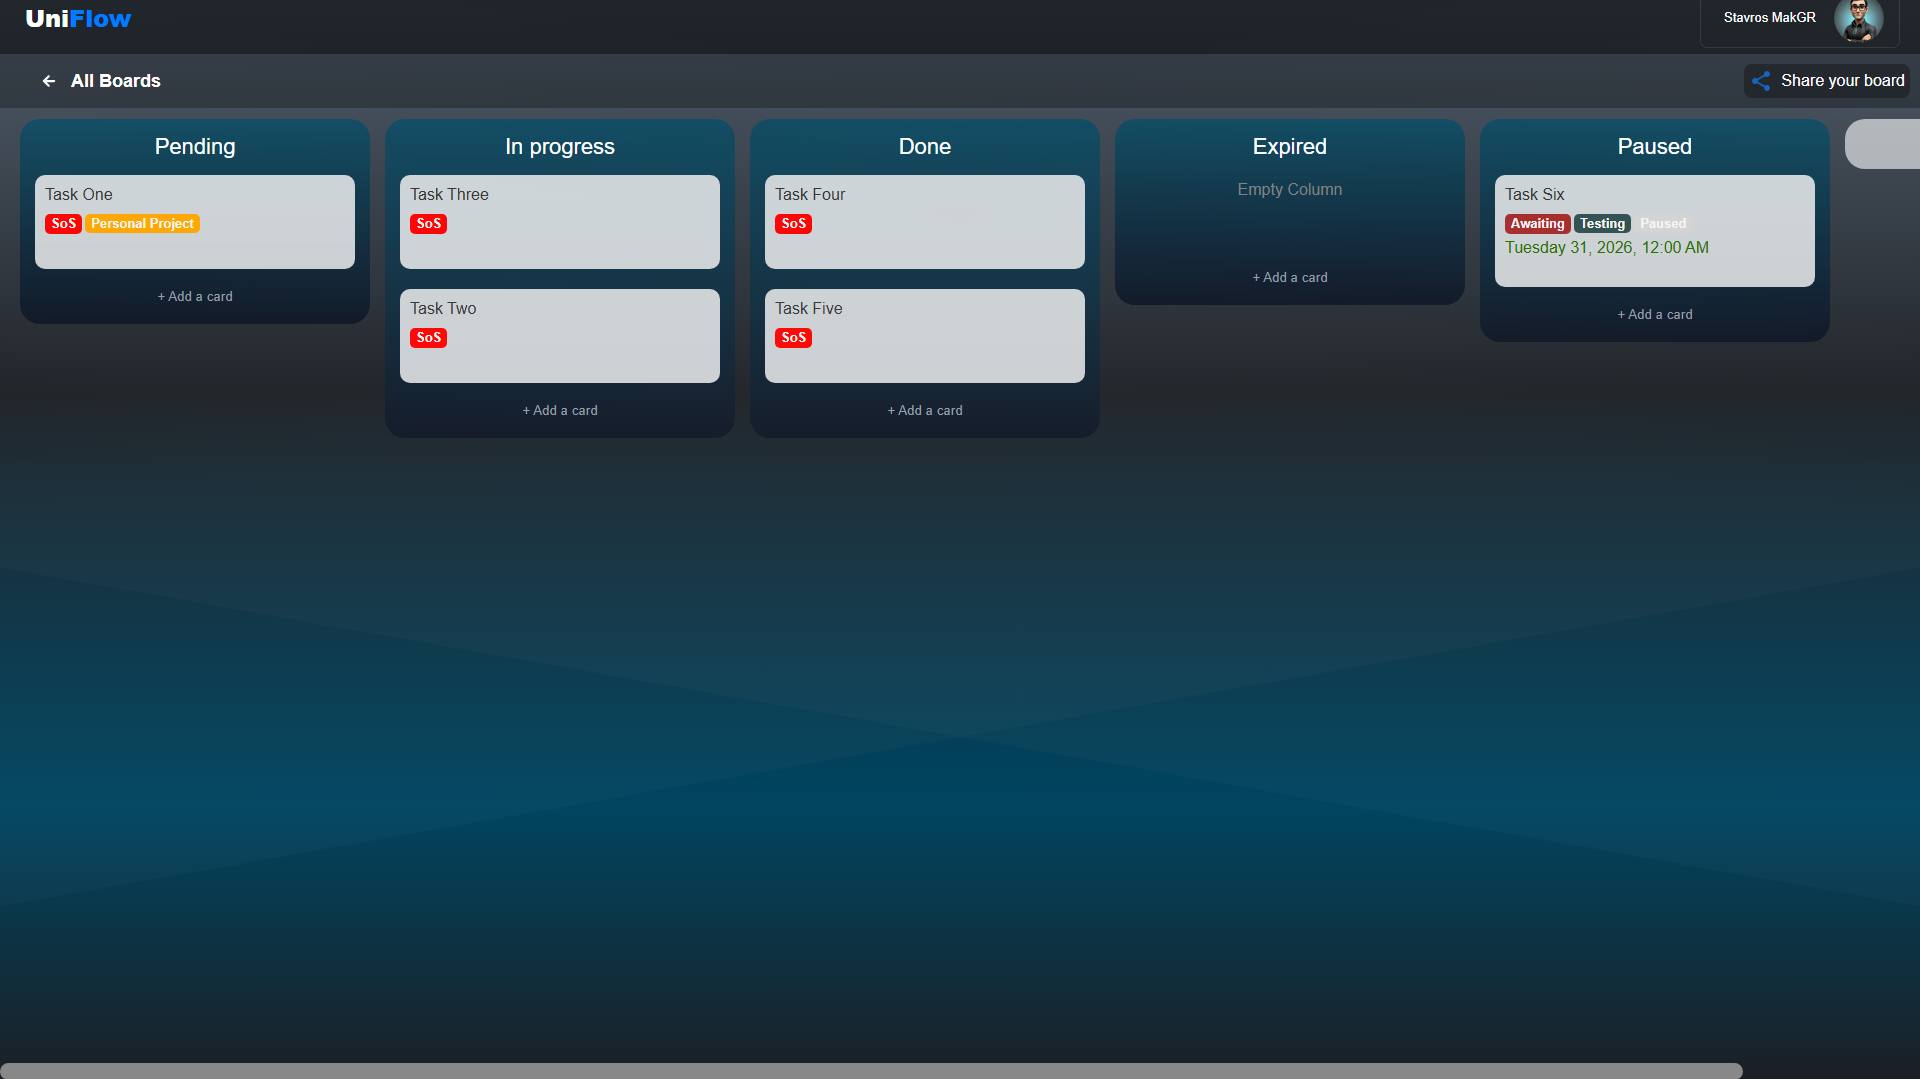 UniFlow
Stavros MakGR
All Boards
Share your board
Pending
Task One
SoS Personal Project
+ Add a card
In progress
Task Three
SoS
Task Two
SoS
+ Add a card
Done
Task Four
SoS
Task Five
SoS
+ Add a card
Expired
Empty Column
+ Add a card
Paused
Task Six
Awaiting Testing Paused
Tuesday 31, 2026, 12:00 AM
+ Add a card